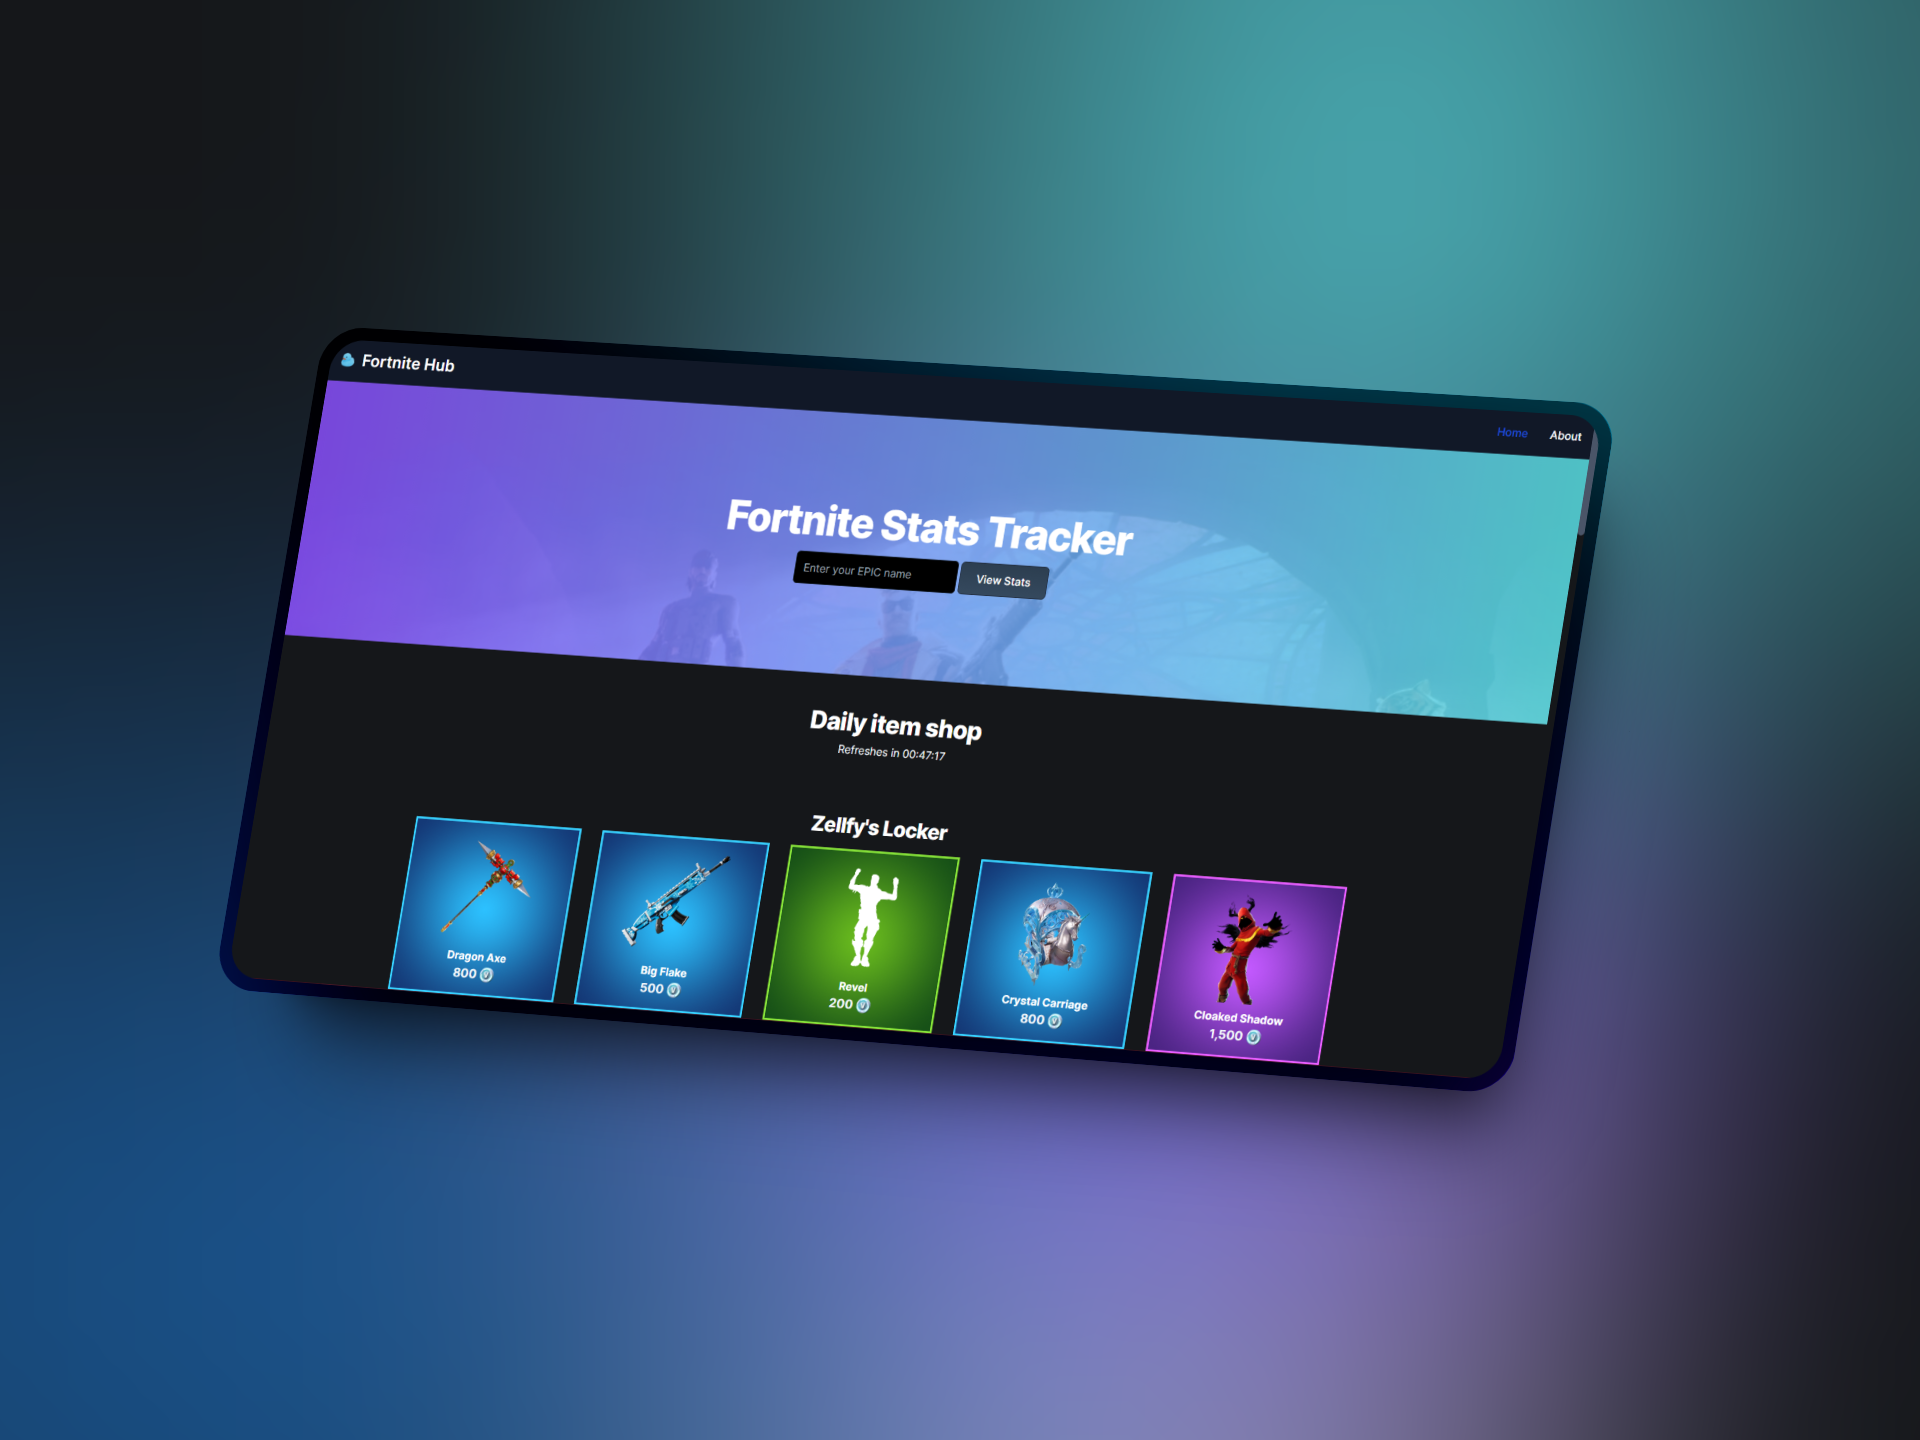 Fortnite Hub
Home
About
Fortnite Stats Tracker
Enter your EPIC name
View Stats
Daily item shop
Refreshes in 00:47:17
Zellfy's Locker
Dragon Axe
800
Big Flake
500
Revel
200
Crystal Carriage
800
Cloaked Shadow
1,500